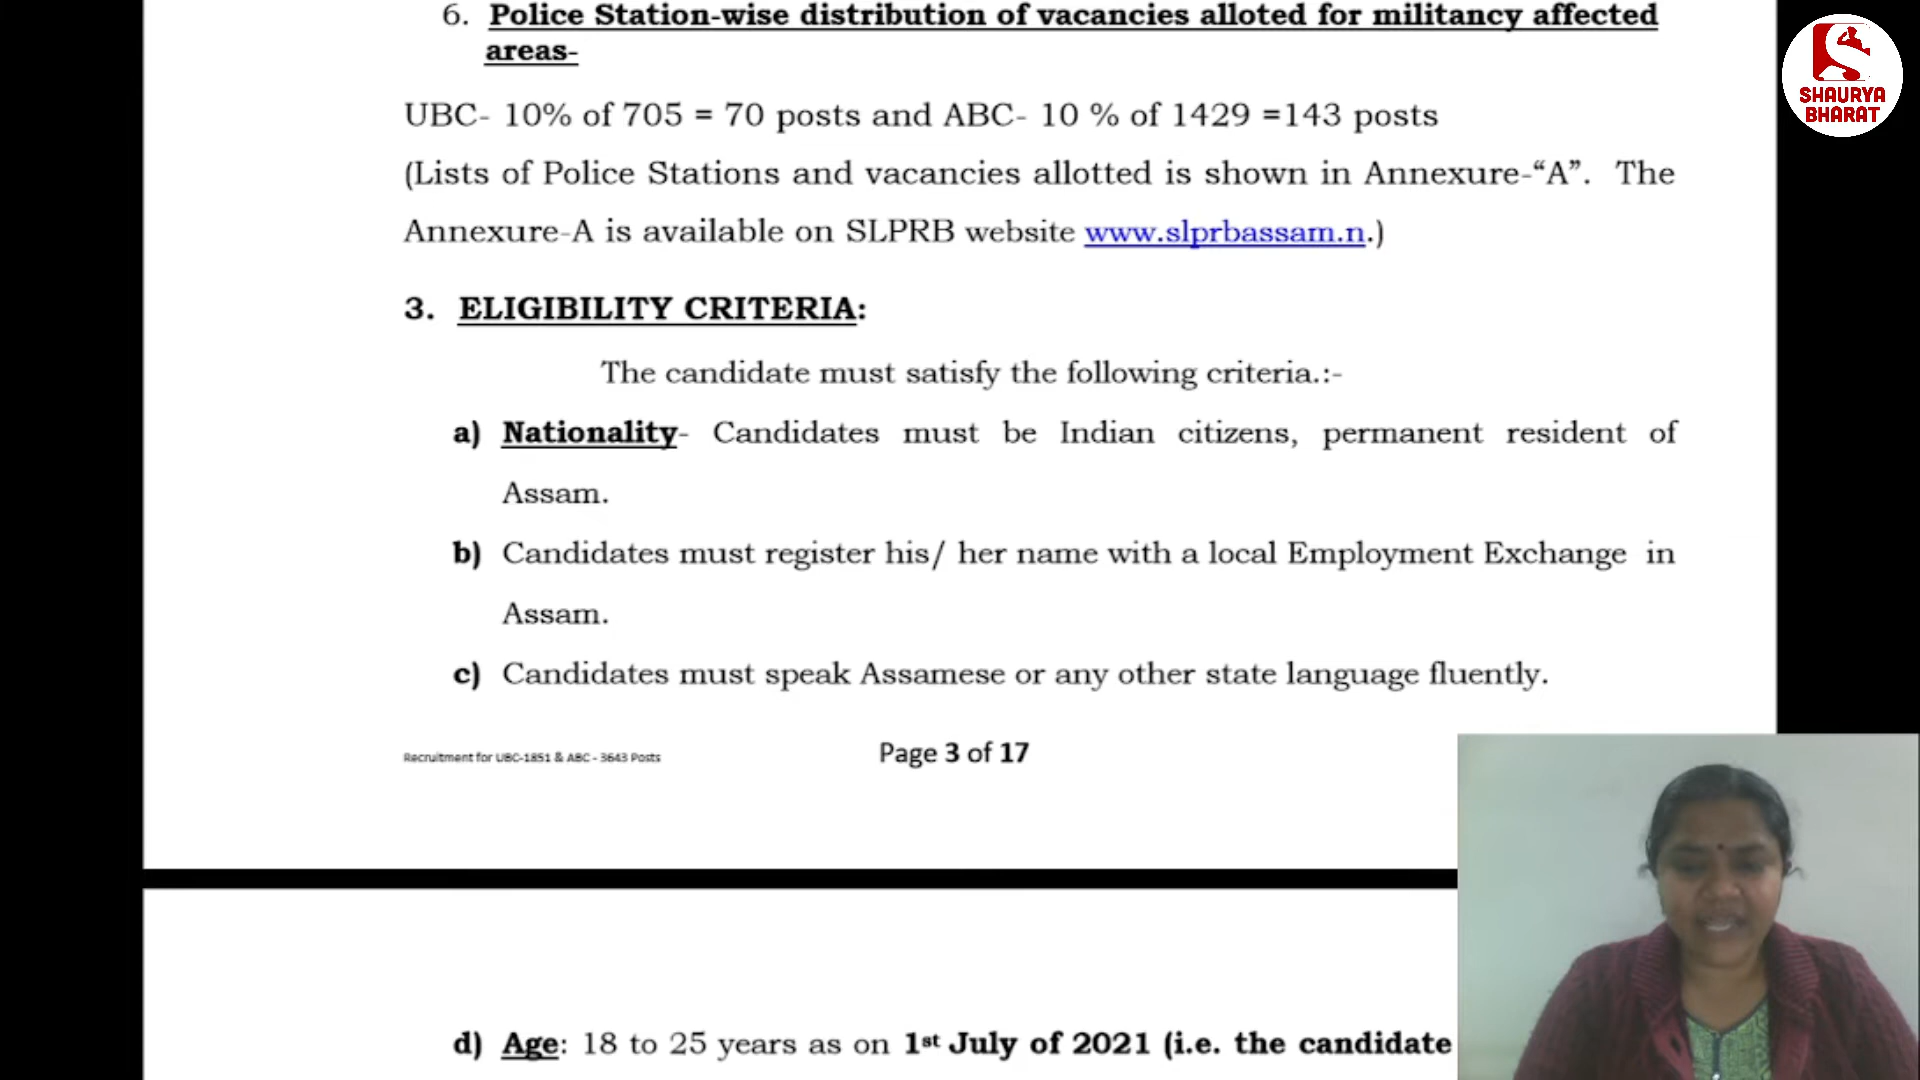 6. Police Station-wise distribution of vacancies alloted for militancy affected
areas-
UBC- 10% of 705 = 70 posts and ABC- 10 % of 1429 =143 posts
(Lists of Police Stations and vacancies allotted is shown in Annexure-“A”. The
Annexure-A is available on SLPRB website www.slprbassam.n.)
3. ELIGIBILITY CRITERIA:
The candidate must satisfy the following criteria.:-
a) Nationality- Candidates must be Indian citizens, permanent resident of
Assam.
b) Candidates must register his/ her name with a local Employment Exchange in
Assam.
c) Candidates must speak Assamese or any other state language fluently.
Recruitment for UBC-1851 & ABC - 3643 Posts
Page 3 of 17
d) Age: 18 to 25 years as on 1st July of 2021 (i.e. the candidate
SHAURYA
BHARAT